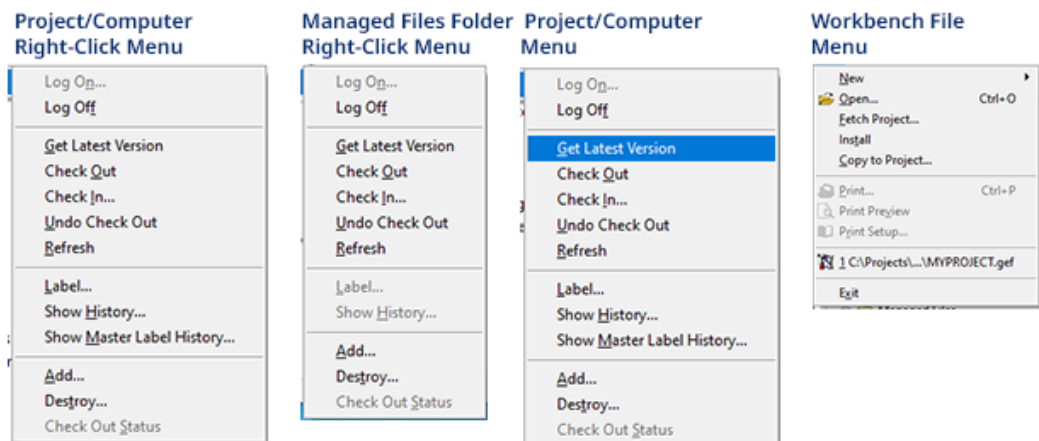 Project/Computer
Right-Click Menu
Log On...
Log Off
Get Latest Version
Check Out
Check In...
Undo Check Out
Refresh
Label...
Show History...
Show Master Label History...
Add...
Destroy...
Check Out Status
Managed Files Folder
Right-Click Menu
Log On...
Log Off
Get Latest Version
Check Out
Check In...
Undo Check Out
Refresh
Label...
Show History...
Add...
Destroy...
Check Out Status
Project/Computer
Menu
Log On...
Log Off
Get Latest Version
Check Out
Check In...
Undo Check Out
Refresh
Label...
Show History...
Show Master Label History...
Add...
Destroy...
Check Out Status
Workbench File
Menu
New
Open... Ctrl+O
Fetch Project...
Install
Copy to Project...
Print... Ctrl+P
Print Preview
Print Setup...
1 C:\Projects\...\MYPROJECT.gef
Exit